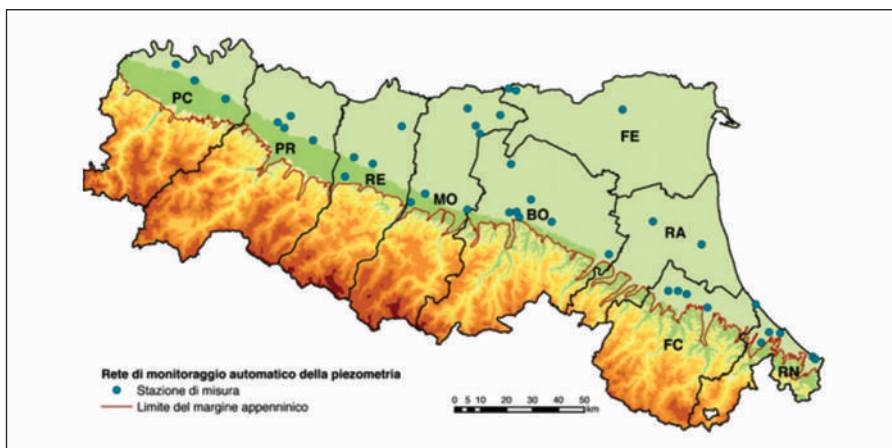 PC
PR
RE
MO
BO
FE
RA
FC
RN
Rete di monitoraggio automatico della piezometria
Stazione di misura
Limite del margine appenninico
0 5 10 20 30 40 50
km